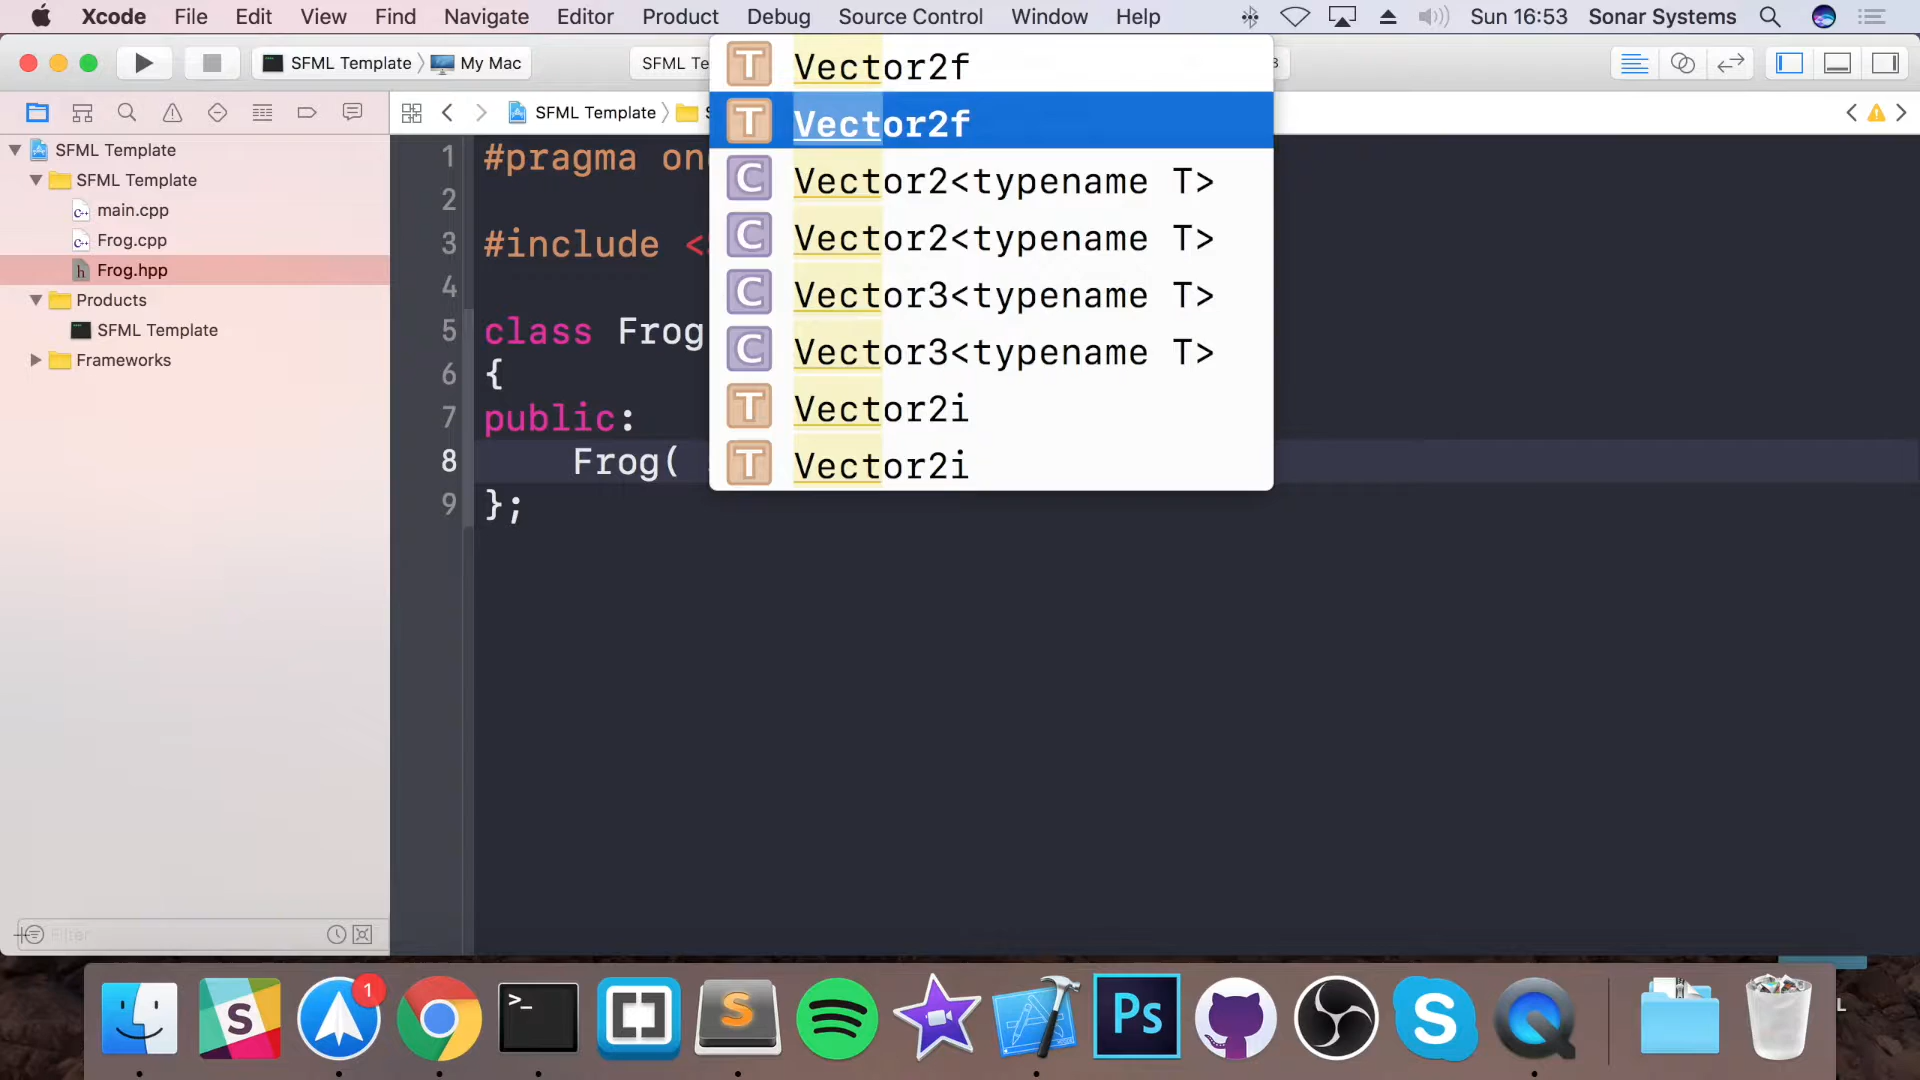 Xcode File Edit View Find Navigate Editor Product Debug Source Control Window Help Sun 16:53 Sonar Systems
SFML Template My Mac SFML Te
SFML Template
SFML Template
SFML Template
main.cpp
Frog.cpp
Frog.hpp
Products
SFML Template
Frameworks
Filter
1 #pragma on
2
3 #include <
4
5 class Frog
6 {
7 public:
8 Frog(
9 };
Vector2f
Vector2f
Vector2<typename T>
Vector2<typename T>
Vector3<typename T>
Vector3<typename T>
Vector2i
Vector2i
1
>_
Ps